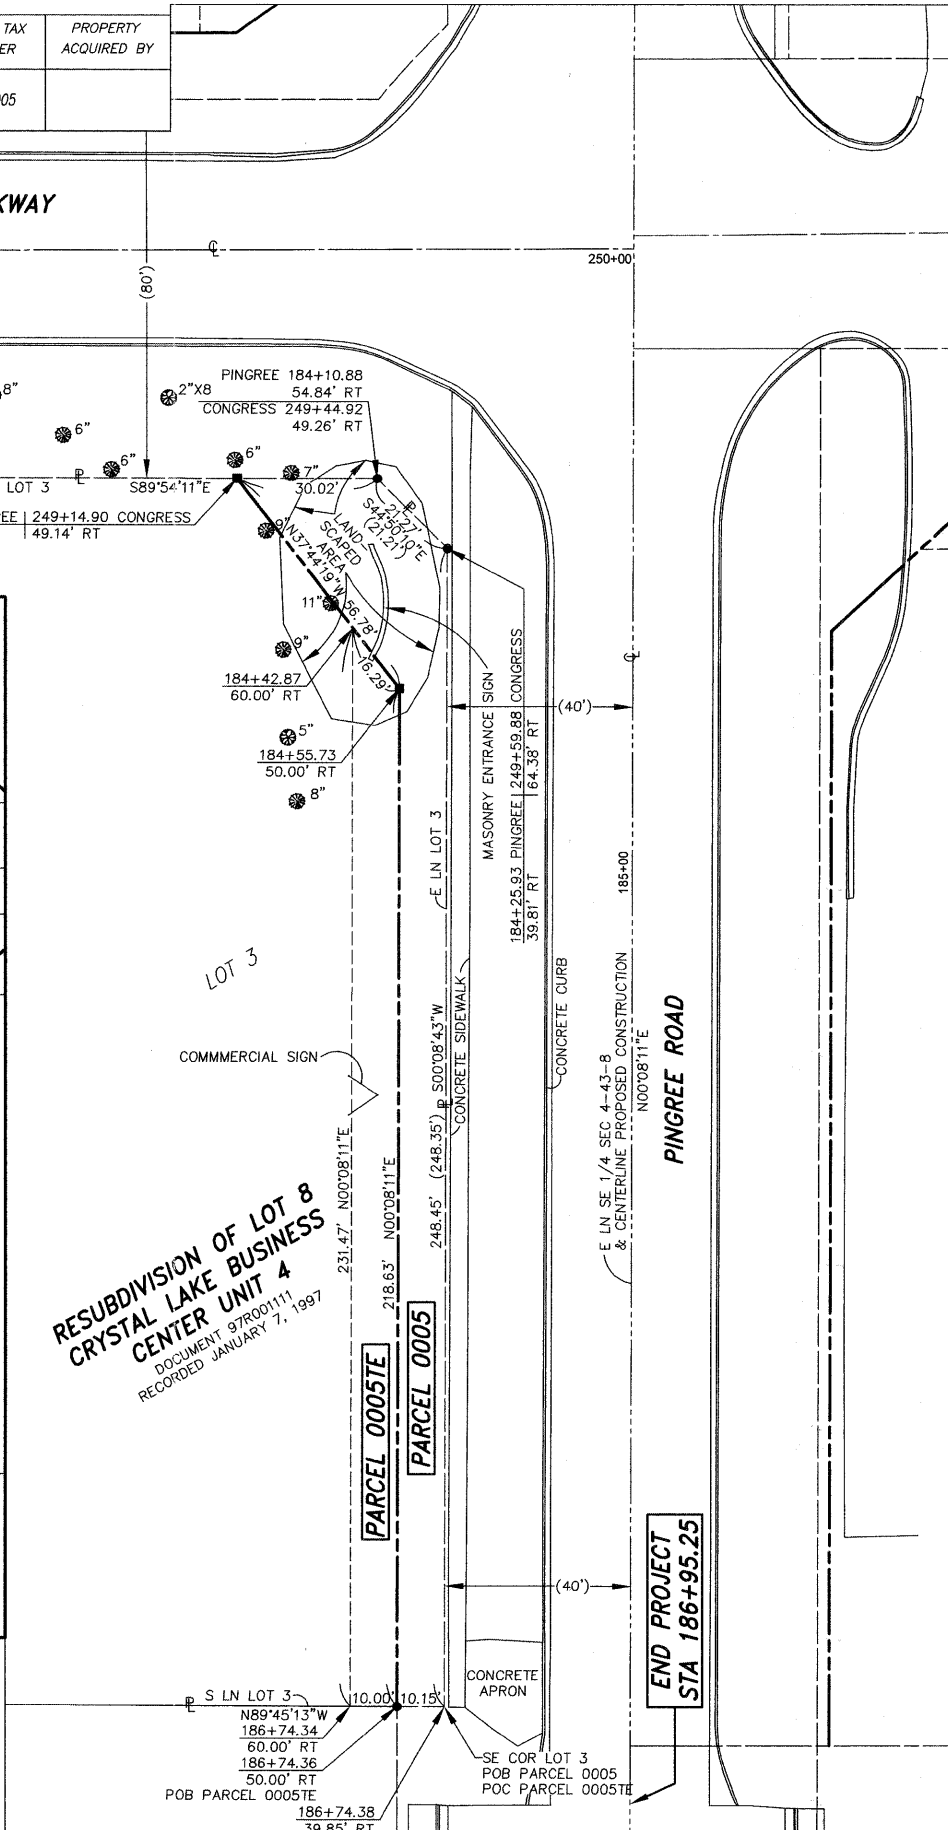 TAX
ER
PROPERTY
ACQUIRED BY
KWAY
℄
250+00
(80')
PINGREE 184+10.88
54.84' RT
CONGRESS 249+44.92
49.26' RT
8"
2"X8
6"
6"
6"
7"
LOT 3
S89°54'11"E
30.02'
EE | 249+14.90 CONGRESS
49.14' RT
21.27'
S44°50'10"E
(21.21')
LAND-
SCAPED
AREA
9"
N37°44'19"W 56.78'
11"
9"
16.29'
184+42.87
60.00' RT
184+55.73
50.00' RT
5"
8"
MASONRY ENTRANCE SIGN
184+25.93 PINGREE | 249+59.88 CONGRESS
39.81' RT | 64.38' RT
℄
(40')
E LN LOT 3
185+00
LOT 3
COMMMERCIAL SIGN
231.47' N00°08'11"E
218.63' N00°08'11"E
248.45' (248.35') S00°08'43"W
CONCRETE SIDEWALK
CONCRETE CURB
E LN SE 1/4 SEC 4-43-8
& CENTERLINE PROPOSED CONSTRUCTION
N00°08'11"E
PINGREE ROAD
RESUBDIVISION OF LOT 8
CRYSTAL LAKE BUSINESS
CENTER UNIT 4
DOCUMENT 97R001111
RECORDED JANUARY 7, 1997
PARCEL 0005TE
PARCEL 0005
(40')
END PROJECT
STA 186+95.25
CONCRETE
APRON
S LN LOT 3
10.00' 10.15'
N89°45'13"W
186+74.34
60.00' RT
186+74.36
50.00' RT
POB PARCEL 0005TE
186+74.38
39.85' RT
SE COR LOT 3
POB PARCEL 0005
POC PARCEL 0005TE